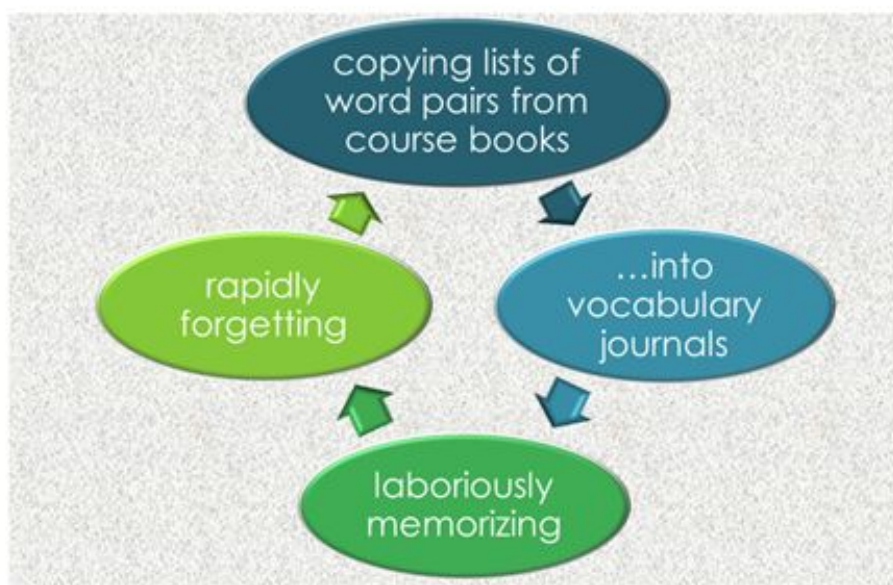 copying lists of
word pairs from
course books
...into
vocabulary
journals
laboriously
memorizing
rapidly
forgetting